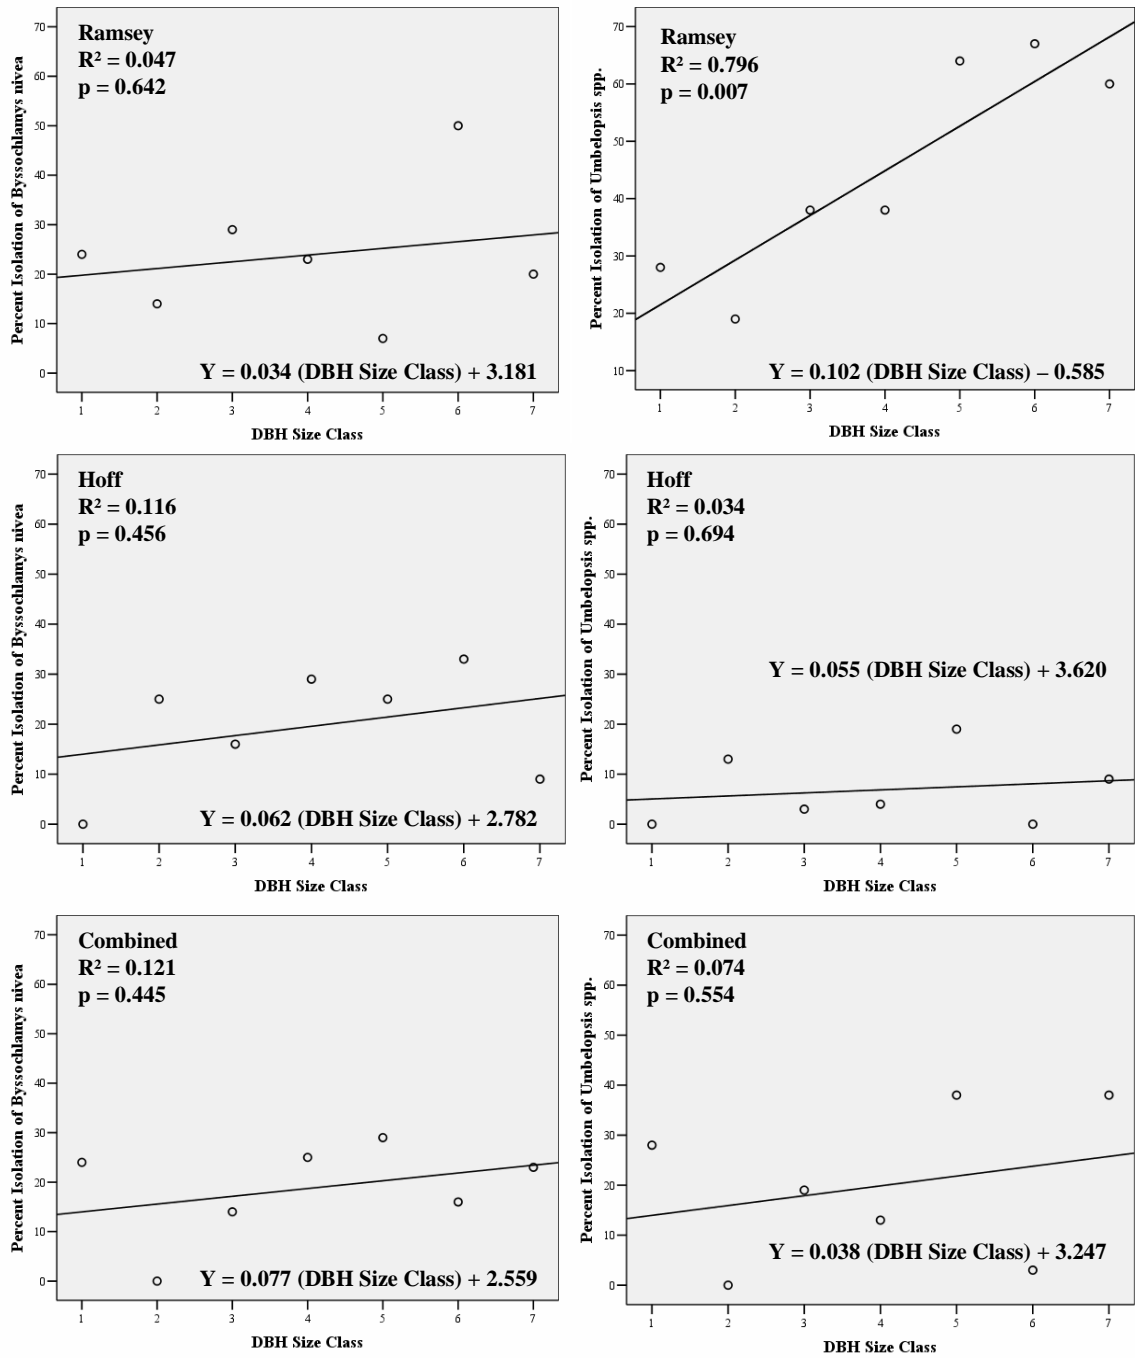 Ramsey
R² = 0.047
p = 0.642
Percent Isolation of Byssochlamys nivea
70
60
50
40
30
20
10
0
Y = 0.034 (DBH Size Class) + 3.181
1 2 3 4 5 6 7
DBH Size Class
Ramsey
R² = 0.796
p = 0.007
Percent Isolation of Umbelopsis spp.
70
60
50
40
30
20
10
Y = 0.102 (DBH Size Class) – 0.585
1 2 3 4 5 6 7
DBH Size Class
Hoff
R² = 0.116
p = 0.456
Percent Isolation of Byssochlamys nivea
70
60
50
40
30
20
10
0
Y = 0.062 (DBH Size Class) + 2.782
1 2 3 4 5 6 7
DBH Size Class
Hoff
R² = 0.034
p = 0.694
Percent Isolation of Umbelopsis spp.
70
60
50
40
30
20
10
0
Y = 0.055 (DBH Size Class) + 3.620
1 2 3 4 5 6 7
DBH Size Class
Combined
R² = 0.121
p = 0.445
Percent Isolation of Byssochlamys nivea
70
60
50
40
30
20
10
0
Y = 0.077 (DBH Size Class) + 2.559
1 2 3 4 5 6 7
DBH Size Class
Combined
R² = 0.074
p = 0.554
Percent Isolation of Umbelopsis spp.
70
60
50
40
30
20
10
0
Y = 0.038 (DBH Size Class) + 3.247
1 2 3 4 5 6 7
DBH Size Class